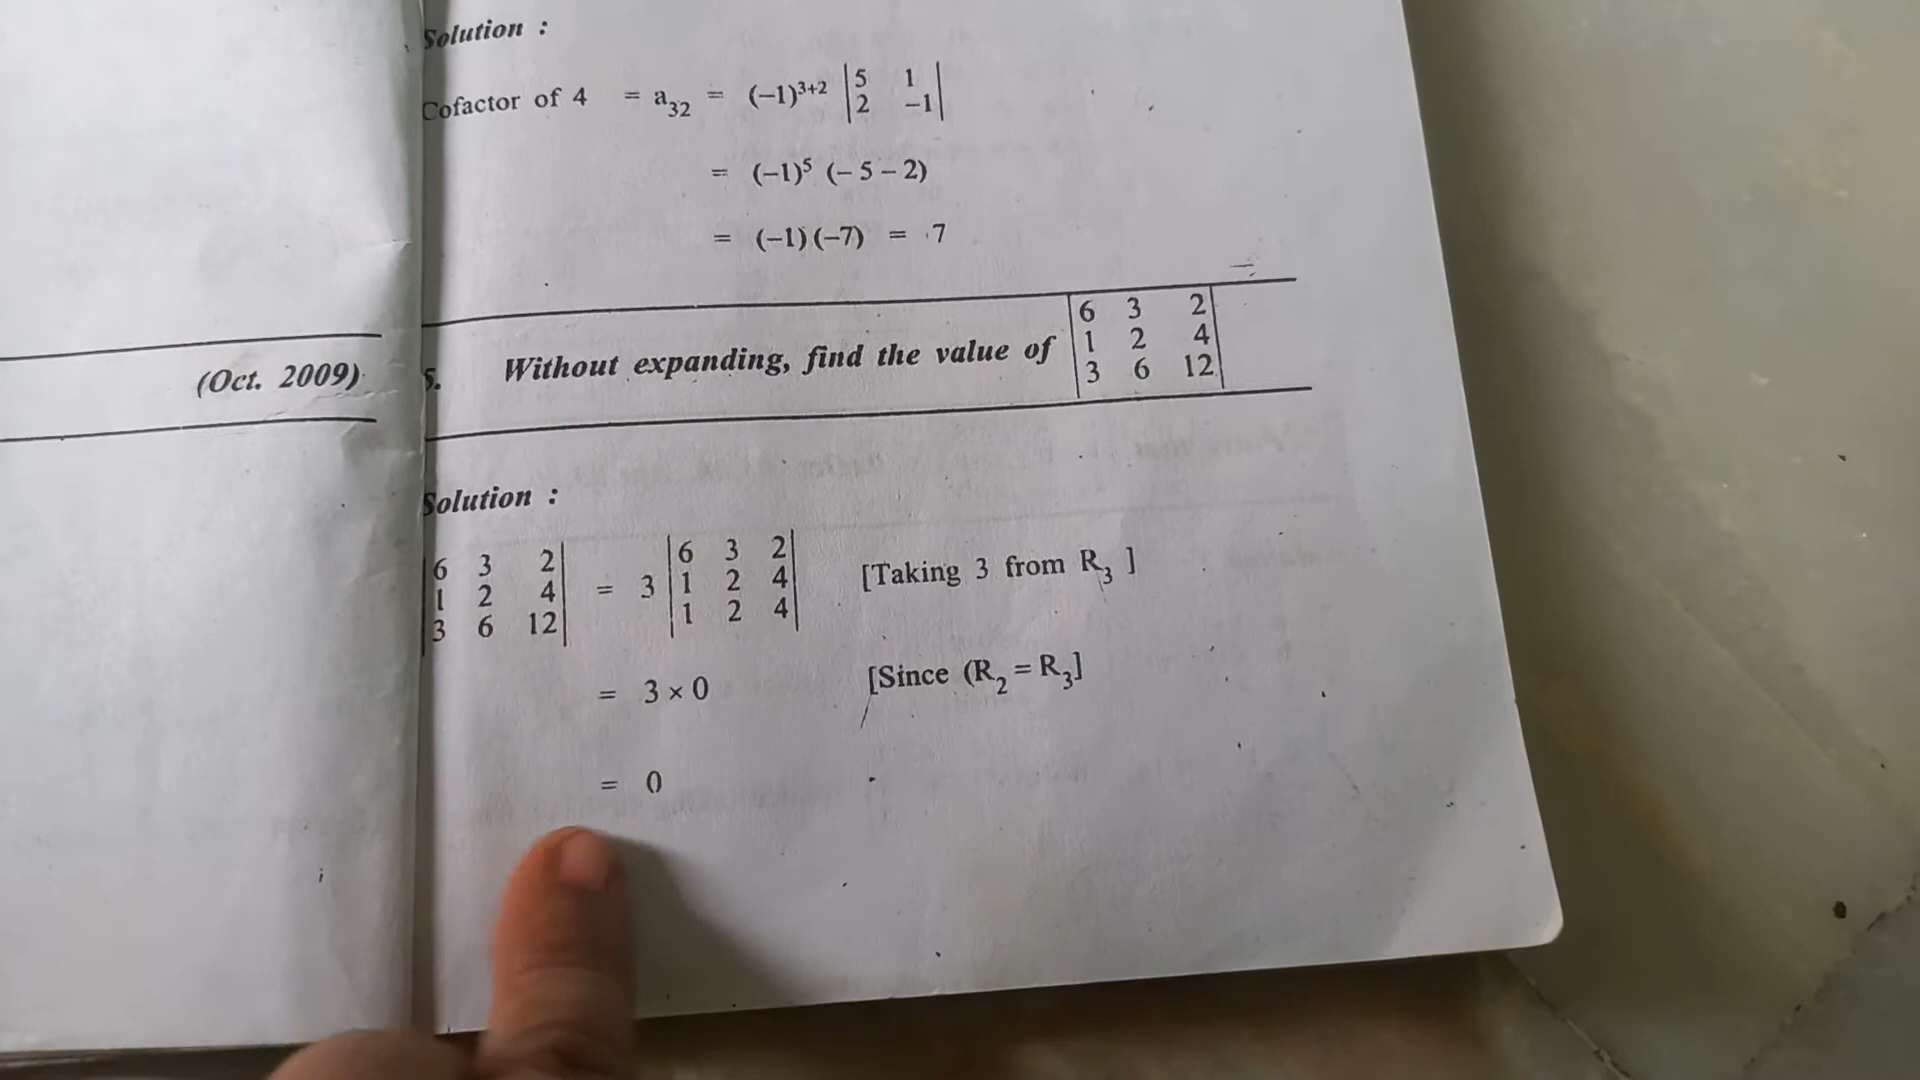 (Oct. 2009)
Solution :
Cofactor of 4 = a₃₂ = (−1)³⁺² |5 1|
|2 −1|
= (−1)⁵ (− 5 − 2)
= (−1) (−7) = 7
5. Without expanding, find the value of |6 3 2|
|1 2 4|
|3 6 12|
Solution :
|6 3 2| = 3 |6 3 2| [Taking 3 from R₃ ]
|1 2 4| |1 2 4|
|3 6 12| |1 2 4|
= 3 × 0 [Since (R₂ = R₃]
= 0